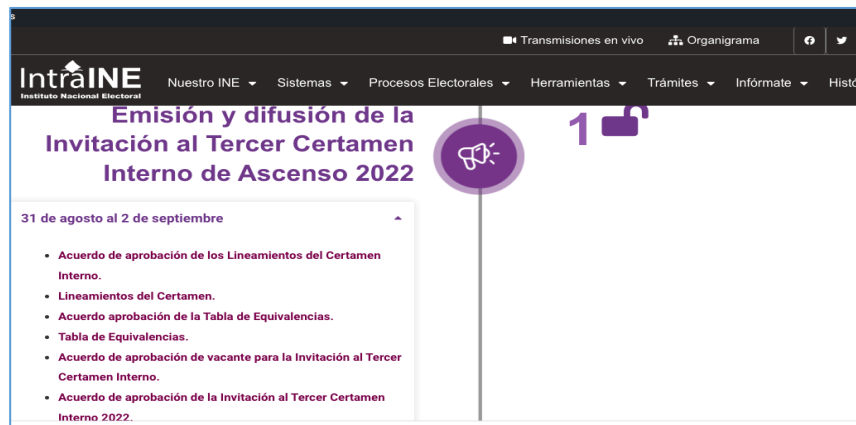 s
Transmisiones en vivo Organigrama
IntraINE
Instituto Nacional Electoral
Nuestro INE Sistemas Procesos Electorales Herramientas Trámites Infórmate Histó
Emisión y difusión de la
Invitación al Tercer Certamen
Interno de Ascenso 2022
1
31 de agosto al 2 de septiembre
• Acuerdo de aprobación de los Lineamientos del Certamen
Interno.
• Lineamientos del Certamen.
• Acuerdo aprobación de la Tabla de Equivalencias.
• Tabla de Equivalencias.
• Acuerdo de aprobación de vacante para la Invitación al Tercer
Certamen Interno.
• Acuerdo de aprobación de la Invitación al Tercer Certamen
Interno 2022.